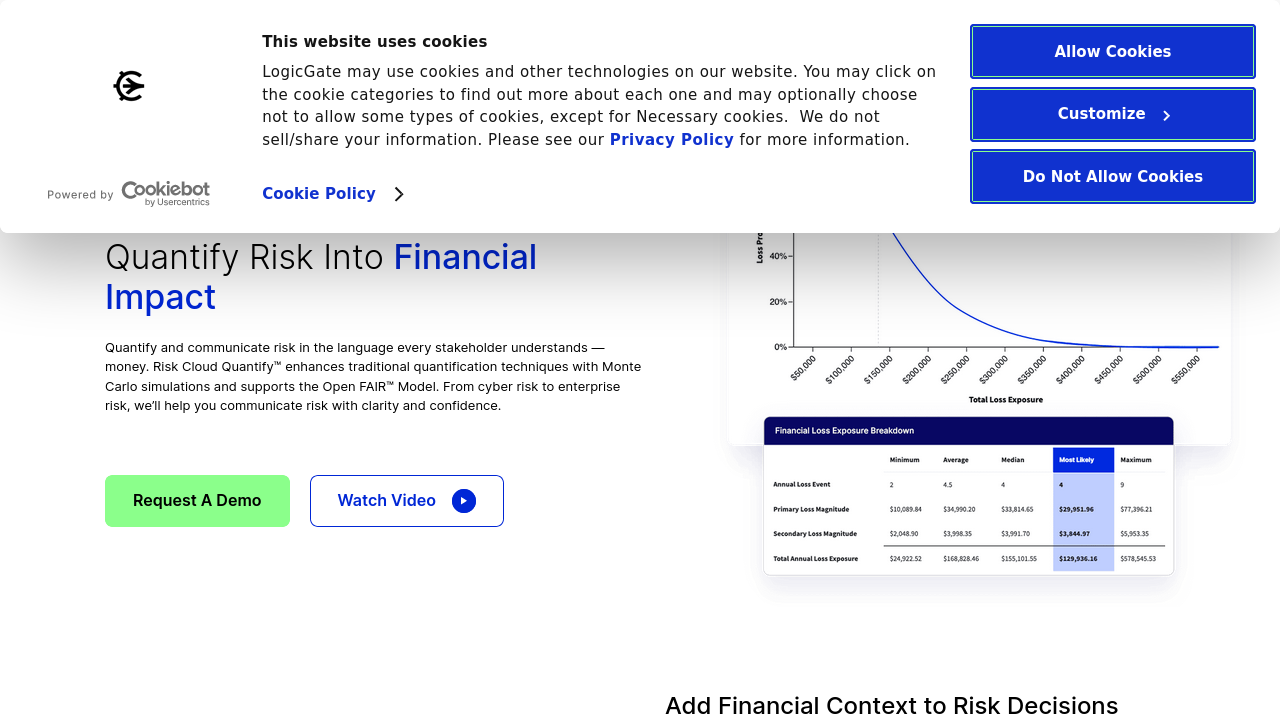 This website uses cookies
LogicGate may use cookies and other technologies on our website. You may click on
the cookie categories to find out more about each one and may optionally choose
not to allow some types of cookies, except for Necessary cookies.  We do not
sell/share your information. Please see our Privacy Policy for more information.
Cookie Policy
Powered by Cookiebot
by Usercentrics
Allow Cookies
Customize
Do Not Allow Cookies
Quantify Risk Into Financial
Impact
Quantify and communicate risk in the language every stakeholder understands —
money. Risk Cloud Quantify™ enhances traditional quantification techniques with Monte
Carlo simulations and supports the Open FAIR™ Model. From cyber risk to enterprise
risk, we’ll help you communicate risk with clarity and confidence.
Request A Demo
Watch Video
40%
20%
0%
$50,000 $100,000 $150,000 $200,000 $250,000 $300,000 $350,000 $400,000 $450,000 $500,000 $550,000
Total Loss Exposure
Financial Loss Exposure Breakdown
Minimum Average Median Most Likely Maximum
Annual Loss Event 2 4.5 4 4 9
Primary Loss Magnitude $10,089.84 $34,990.20 $33,814.65 $29,951.96 $77,396.21
Secondary Loss Magnitude $2,048.90 $3,998.35 $3,991.70 $3,844.97 $5,953.35
Total Annual Loss Exposure $24,922.52 $168,828.46 $155,101.55 $129,936.16 $578,545.53
Add Financial Context to Risk Decisions